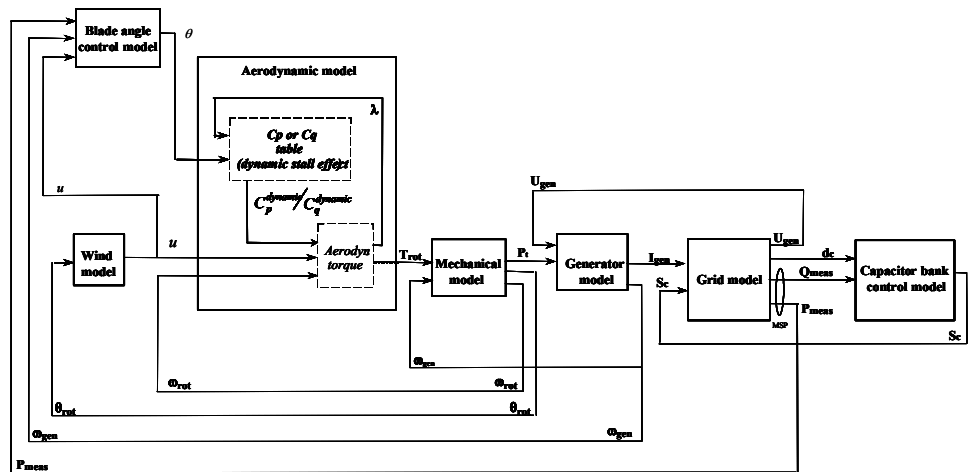 Blade angle
control model
θ
Aerodynamic model
λ
Cp or Cq
table
(dynamic stall effect)
u
C_p^dynamic / C_q^dynamic
U_gen
Wind
model
u
Aerodyn
torque
T_rot
Mechanical
model
P_t
Generator
model
I_gen
S_c
Grid model
U_gen
dc
Q_meas
MSP
P_meas
Capacitor bank
control model
S_c
ω_gen
ω_rot
ω_rot
θ_rot
θ_rot
ω_gen
ω_gen
P_meas